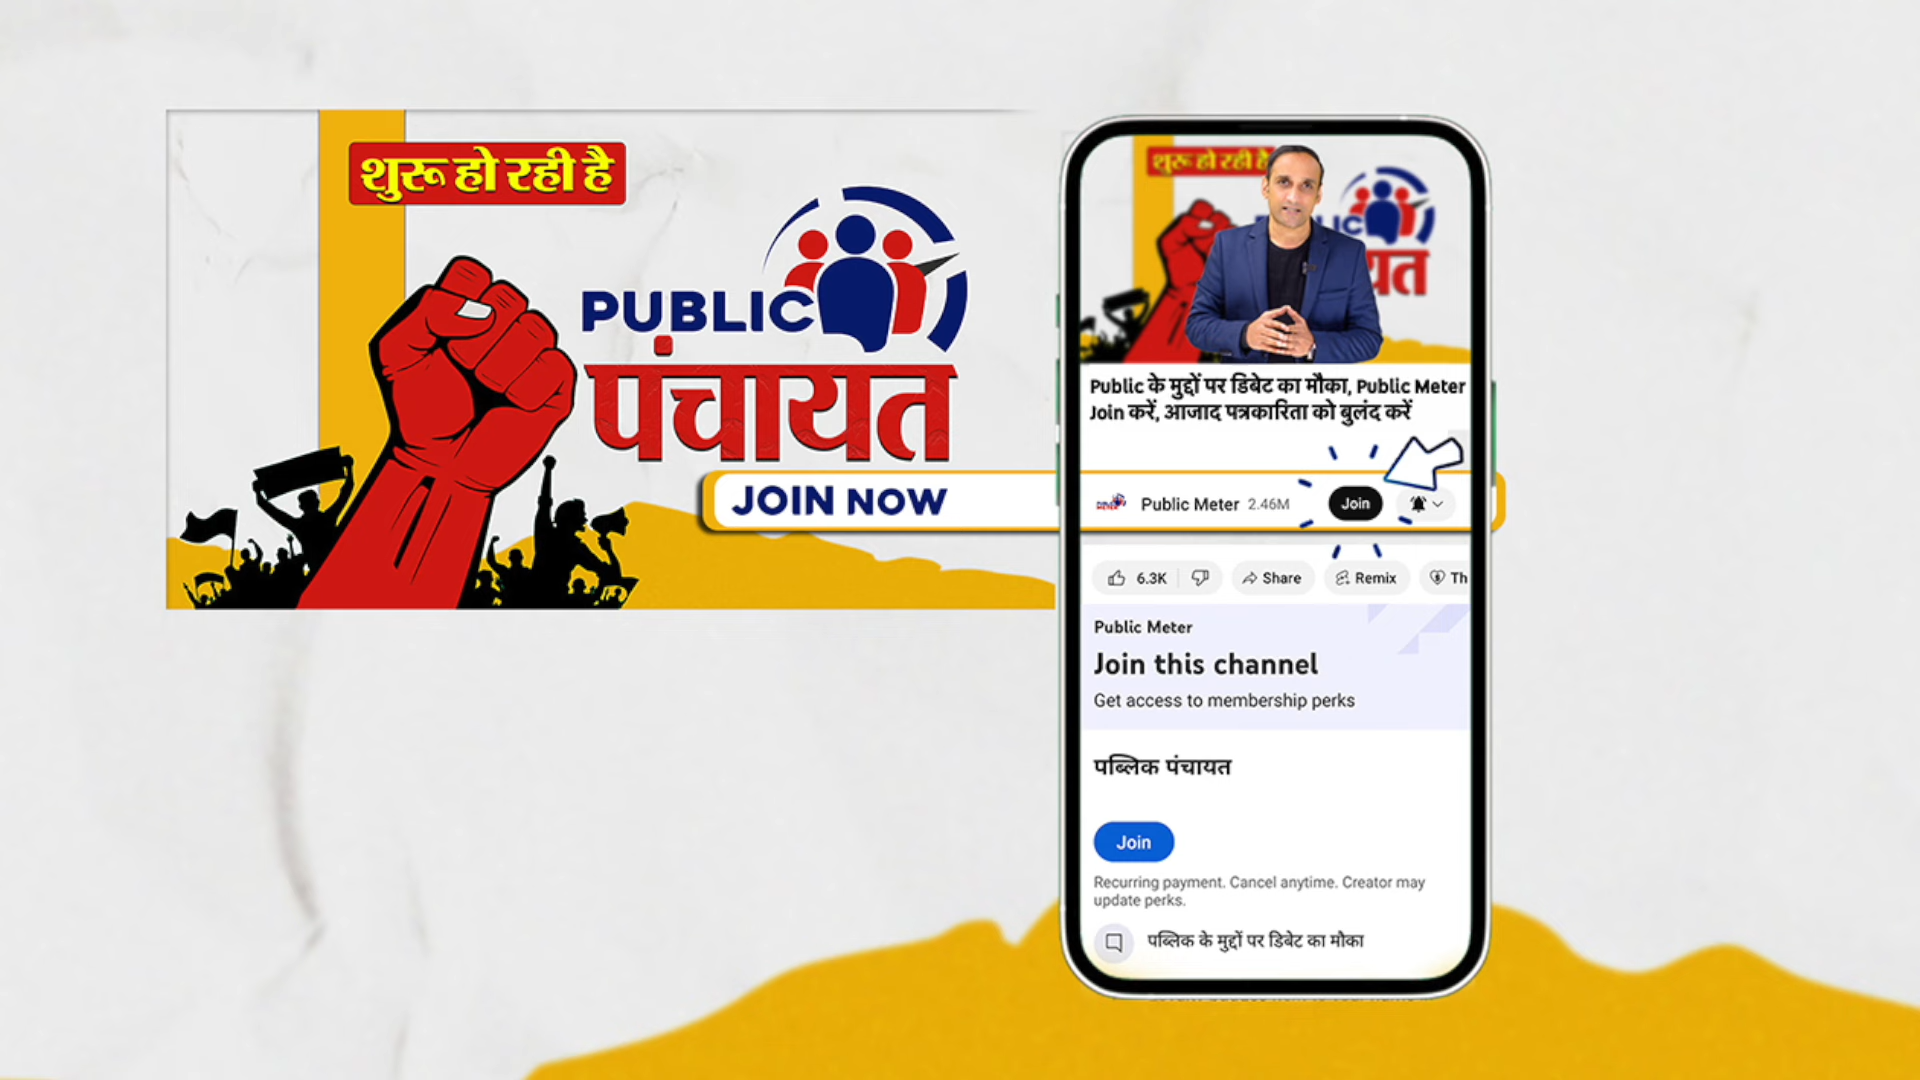 शुरू हो रही है
PUBLIC
पंचायत
JOIN NOW
शुरू हो रही है
Public के मुद्दों पर डिबेट का मौका, Public Meter
Join करें, आजाद पत्रकारिता को बुलंद करें
Public Meter 2.46M Join
6.3K Share Remix Th
Public Meter
Join this channel
Get access to membership perks
पब्लिक पंचायत
Join
Recurring payment. Cancel anytime. Creator may
update perks.
पब्लिक के मुद्दों पर डिबेट का मौका